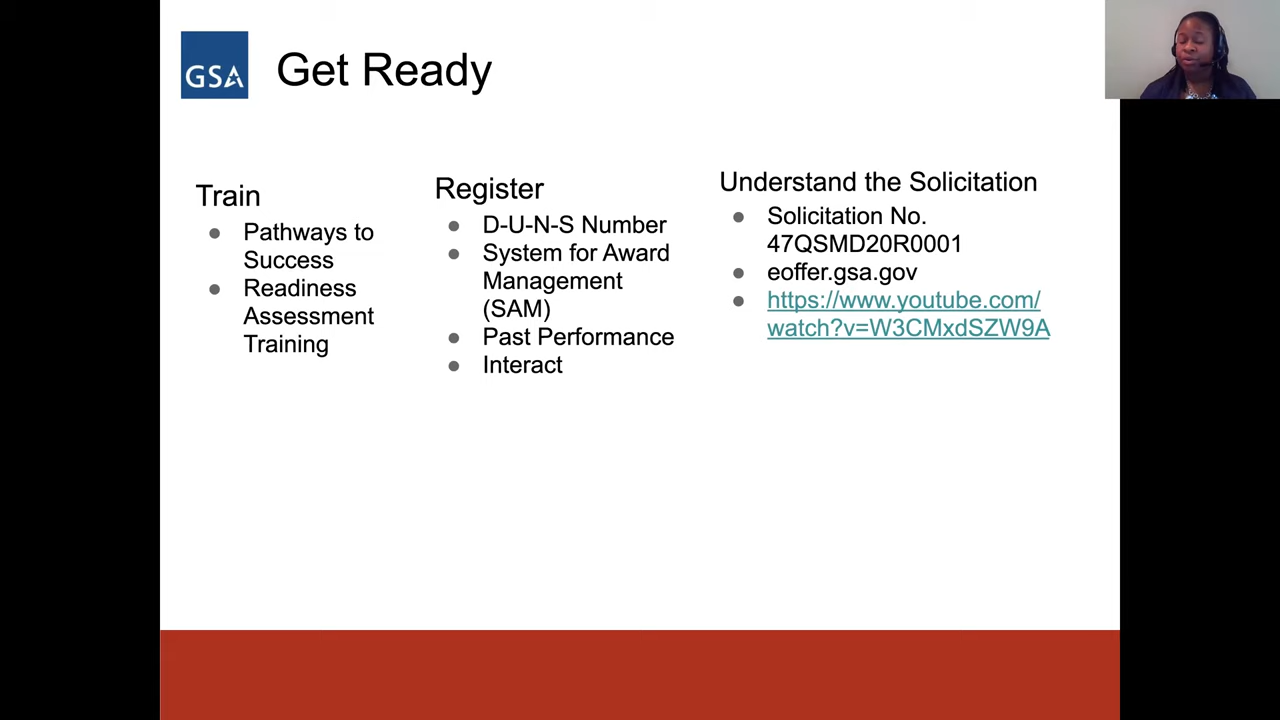 GSA
Get Ready
Train
● Pathways to
Success
● Readiness
Assessment
Training
Register
● D-U-N-S Number
● System for Award
Management
(SAM)
● Past Performance
● Interact
Understand the Solicitation
● Solicitation No.
47QSMD20R0001
● eoffer.gsa.gov
● https://www.youtube.com/
watch?v=W3CMxdSZW9A